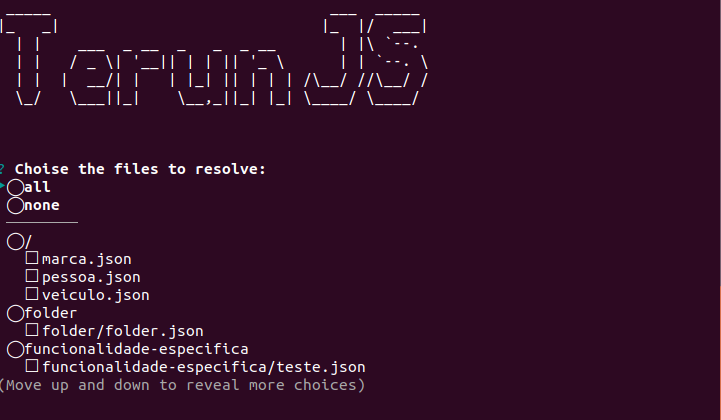 TerunJS
? Choise the files to resolve:
all
none
/
marca.json
pessoa.json
veiculo.json
folder
folder/folder.json
funcionalidade-especifica
funcionalidade-especifica/teste.json
(Move up and down to reveal more choices)